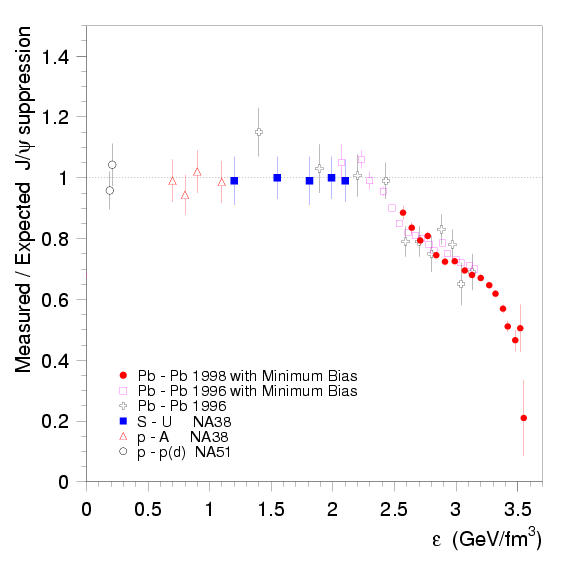 Measured / Expected J/ψ suppression
1.4
1.2
1
0.8
0.6
0.4
0.2
0
Pb - Pb 1998 with Minimum Bias
Pb - Pb 1996 with Minimum Bias
Pb - Pb 1996
S - U NA38
p - A NA38
p - p(d) NA51
0 0.5 1 1.5 2 2.5 3 3.5
ε (GeV/fm³)